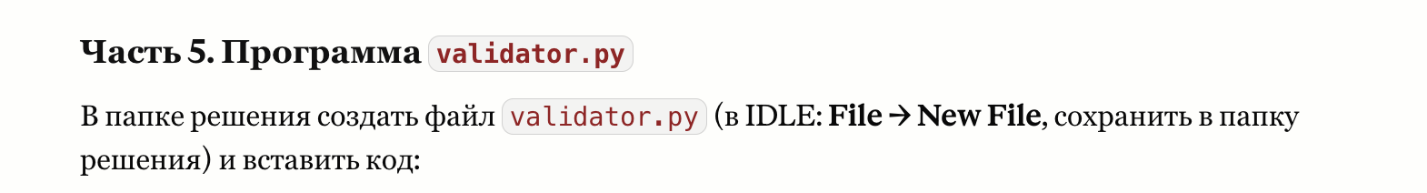 Часть 5. Программа validator.py
В папке решения создать файл validator.py (в IDLE: File → New File, сохранить в папку
решения) и вставить код: